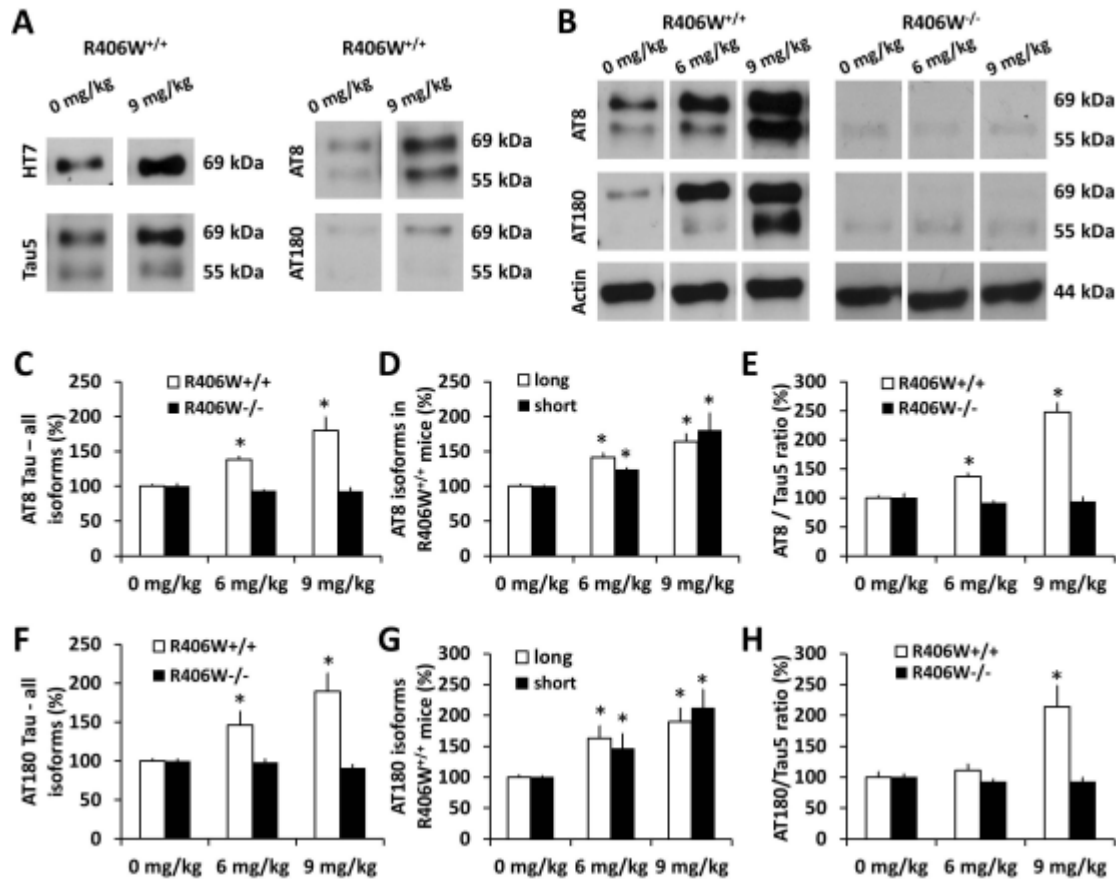 A
R406W+/+
R406W+/+
0 mg/kg
9 mg/kg
0 mg/kg
9 mg/kg
HT7
69 kDa
AT8
69 kDa
55 kDa
Tau5
69 kDa
55 kDa
AT180
69 kDa
55 kDa
B
R406W+/+
R406W-/-
0 mg/kg
6 mg/kg
9 mg/kg
0 mg/kg
6 mg/kg
9 mg/kg
AT8
69 kDa
55 kDa
AT180
69 kDa
55 kDa
Actin
44 kDa
C
AT8 Tau – all
isoforms (%)
250
200
150
100
50
0
R406W+/+
R406W-/-
*
*
0 mg/kg
6 mg/kg
9 mg/kg
D
AT8 isoforms in
R406W+/+ mice (%)
250
200
150
100
50
0
long
short
*
*
*
*
0 mg/kg
6 mg/kg
9 mg/kg
E
AT8 / Tau5 ratio (%)
300
250
200
150
100
50
0
R406W+/+
R406W-/-
*
*
0 mg/kg
6 mg/kg
9 mg/kg
F
AT180 Tau - all
isoforms (%)
250
200
150
100
50
0
R406W+/+
R406W-/-
*
*
0 mg/kg
6 mg/kg
9 mg/kg
G
AT180 isoforms
R406W+/+ mice (%)
300
250
200
150
100
50
0
long
short
*
*
*
*
0 mg/kg
6 mg/kg
9 mg/kg
H
AT180/Tau5 ratio (%)
300
250
200
150
100
50
0
R406W+/+
R406W-/-
*
0 mg/kg
6 mg/kg
9 mg/kg